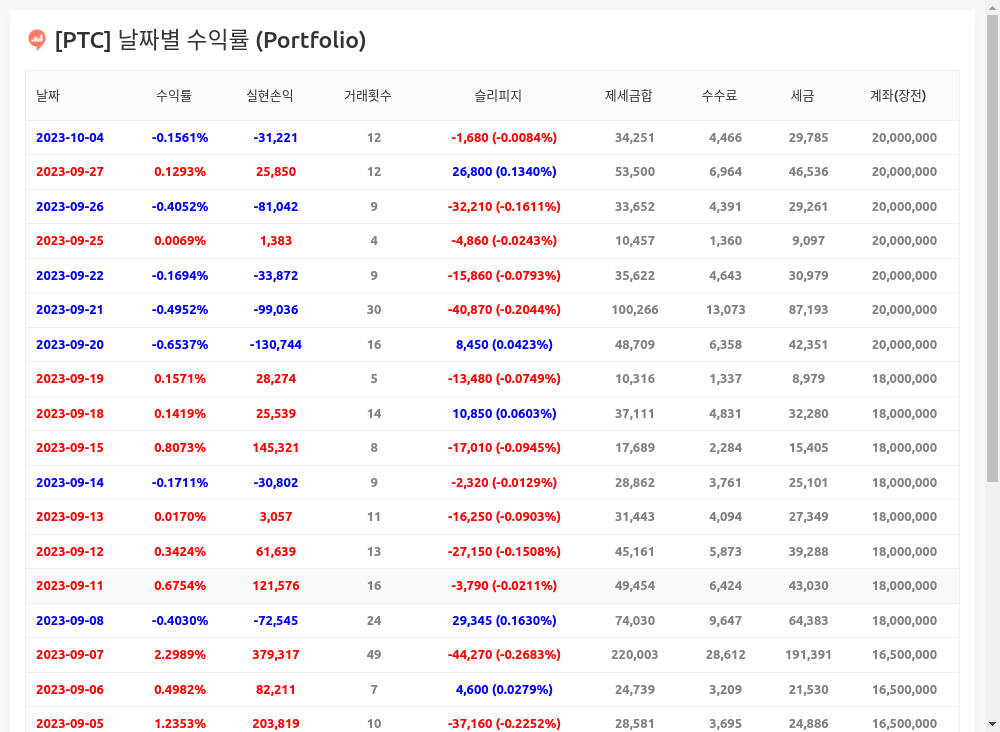 [PTC] 날짜별 수익률 (Portfolio)
날짜 수익률 실현손익 거래횟수 슬리피지 제세금합 수수료 세금 계좌(장전)
2023-10-04 -0.1561% -31,221 12 -1,680 (-0.0084%) 34,251 4,466 29,785 20,000,000
2023-09-27 0.1293% 25,850 12 26,800 (0.1340%) 53,500 6,964 46,536 20,000,000
2023-09-26 -0.4052% -81,042 9 -32,210 (-0.1611%) 33,652 4,391 29,261 20,000,000
2023-09-25 0.0069% 1,383 4 -4,860 (-0.0243%) 10,457 1,360 9,097 20,000,000
2023-09-22 -0.1694% -33,872 9 -15,860 (-0.0793%) 35,622 4,643 30,979 20,000,000
2023-09-21 -0.4952% -99,036 30 -40,870 (-0.2044%) 100,266 13,073 87,193 20,000,000
2023-09-20 -0.6537% -130,744 16 8,450 (0.0423%) 48,709 6,358 42,351 20,000,000
2023-09-19 0.1571% 28,274 5 -13,480 (-0.0749%) 10,316 1,337 8,979 18,000,000
2023-09-18 0.1419% 25,539 14 10,850 (0.0603%) 37,111 4,831 32,280 18,000,000
2023-09-15 0.8073% 145,321 8 -17,010 (-0.0945%) 17,689 2,284 15,405 18,000,000
2023-09-14 -0.1711% -30,802 9 -2,320 (-0.0129%) 28,862 3,761 25,101 18,000,000
2023-09-13 0.0170% 3,057 11 -16,250 (-0.0903%) 31,443 4,094 27,349 18,000,000
2023-09-12 0.3424% 61,639 13 -27,150 (-0.1508%) 45,161 5,873 39,288 18,000,000
2023-09-11 0.6754% 121,576 16 -3,790 (-0.0211%) 49,454 6,424 43,030 18,000,000
2023-09-08 -0.4030% -72,545 24 29,345 (0.1630%) 74,030 9,647 64,383 18,000,000
2023-09-07 2.2989% 379,317 49 -44,270 (-0.2683%) 220,003 28,612 191,391 16,500,000
2023-09-06 0.4982% 82,211 7 4,600 (0.0279%) 24,739 3,209 21,530 16,500,000
2023-09-05 1.2353% 203,819 10 -37,160 (-0.2252%) 28,581 3,695 24,886 16,500,000